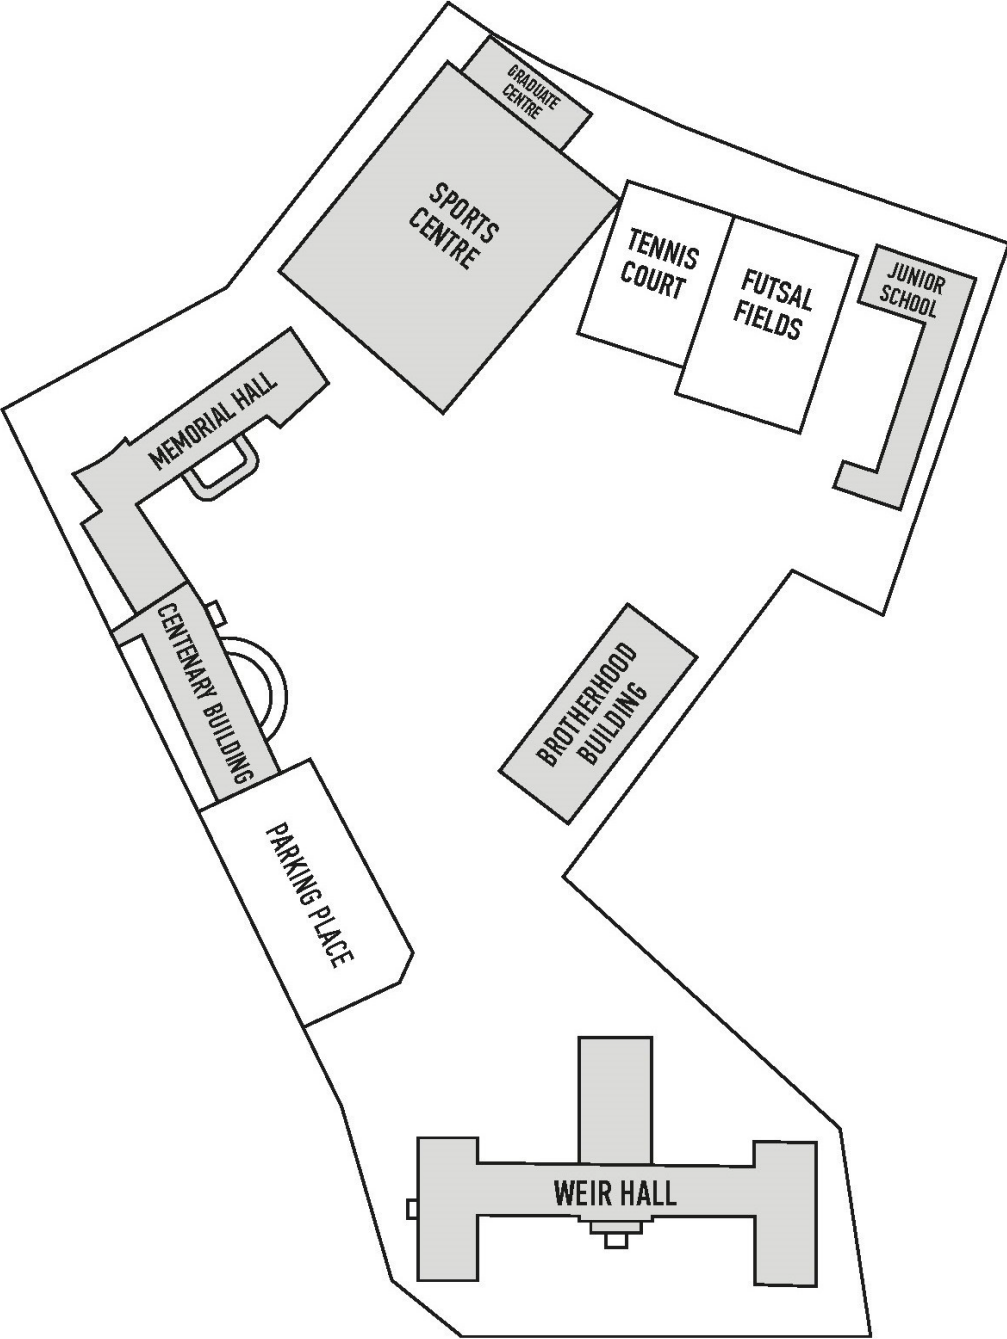 GRADUATE
CENTRE
SPORTS
CENTRE
TENNIS
COURT
FUTSAL
FIELDS
JUNIOR
SCHOOL
MEMORIAL HALL
CENTENARY BUILDING
BROTHERHOOD
BUILDING
PARKING PLACE
WEIR HALL